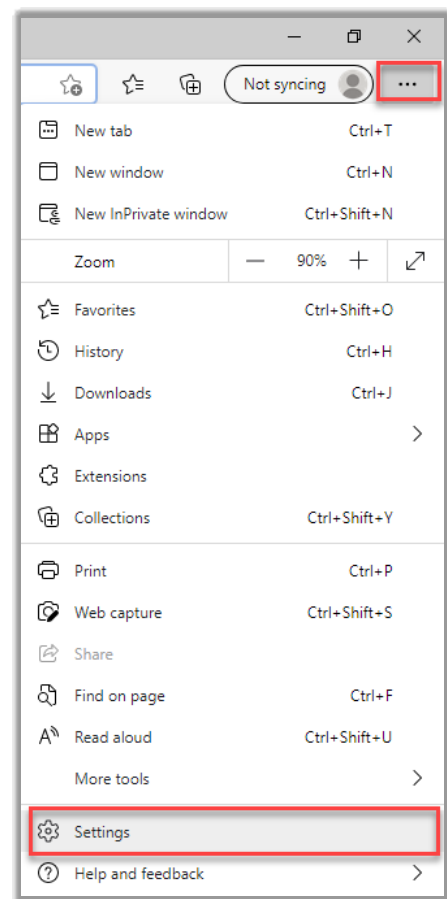 Not syncing
New tab Ctrl+T
New window Ctrl+N
New InPrivate window Ctrl+Shift+N
Zoom 90%
Favorites Ctrl+Shift+O
History Ctrl+H
Downloads Ctrl+J
Apps
Extensions
Collections Ctrl+Shift+Y
Print Ctrl+P
Web capture Ctrl+Shift+S
Share
Find on page Ctrl+F
Read aloud Ctrl+Shift+U
More tools
Settings
Help and feedback